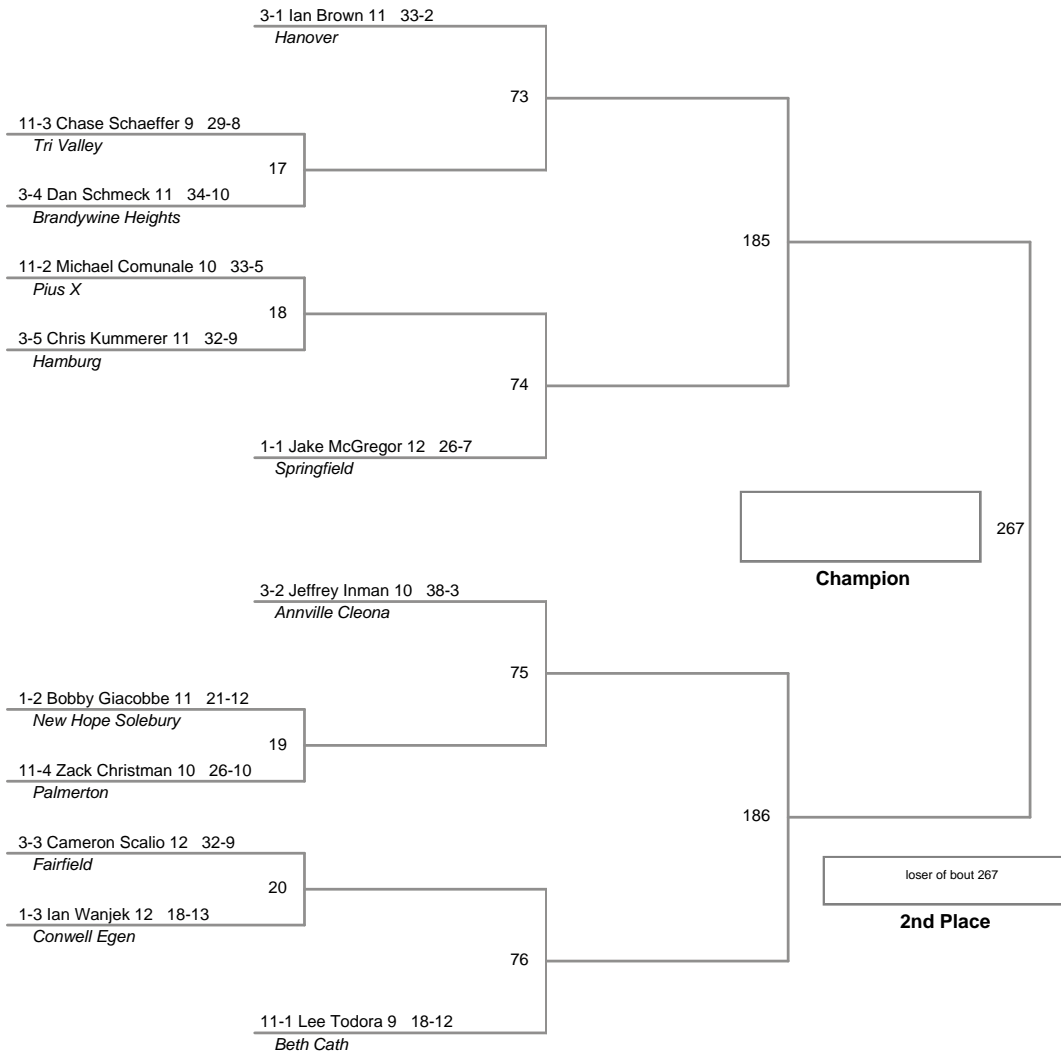 3-1 Ian Brown 11 33-2
Hanover
73
11-3 Chase Schaeffer 9 29-8
Tri Valley
17
3-4 Dan Schmeck 11 34-10
Brandywine Heights
185
11-2 Michael Comunale 10 33-5
Pius X
18
3-5 Chris Kummerer 11 32-9
Hamburg
74
1-1 Jake McGregor 12 26-7
Springfield
267
Champion
3-2 Jeffrey Inman 10 38-3
Annville Cleona
75
1-2 Bobby Giacobbe 11 21-12
New Hope Solebury
19
11-4 Zack Christman 10 26-10
Palmerton
186
3-3 Cameron Scalio 12 32-9
Fairfield
loser of bout 267
20
1-3 Ian Wanjek 12 18-13
2nd Place
Conwell Egen
76
11-1 Lee Todora 9 18-12
Beth Cath